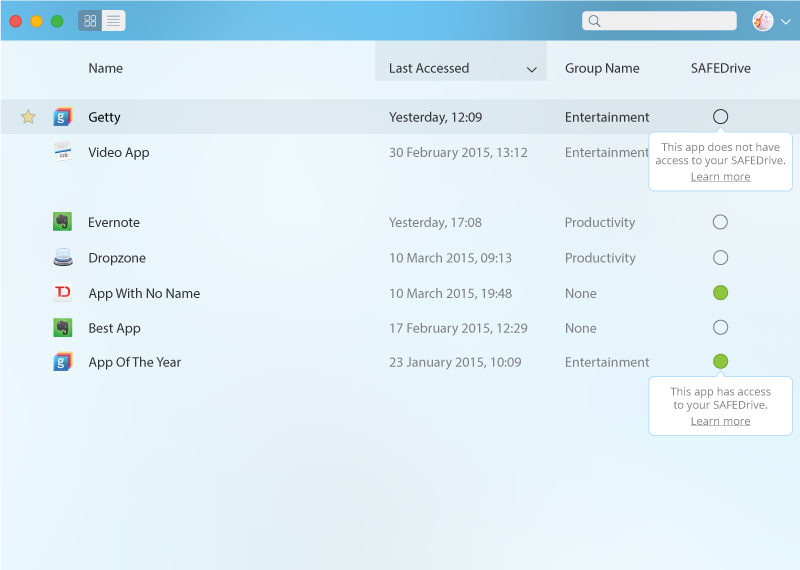 Name Last Accessed Group Name SAFEDrive
Getty Yesterday, 12:09 Entertainment
This app does not have
access to your SAFEDrive.
Learn more
Video App 30 February 2015, 13:12 Entertainment
Evernote Yesterday, 17:08 Productivity
Dropzone 10 March 2015, 09:13 Productivity
App With No Name 10 March 2015, 19:48 None
Best App 17 February 2015, 12:29 None
App Of The Year 23 January 2015, 10:09 Entertainment
This app has access
to your SAFEDrive.
Learn more